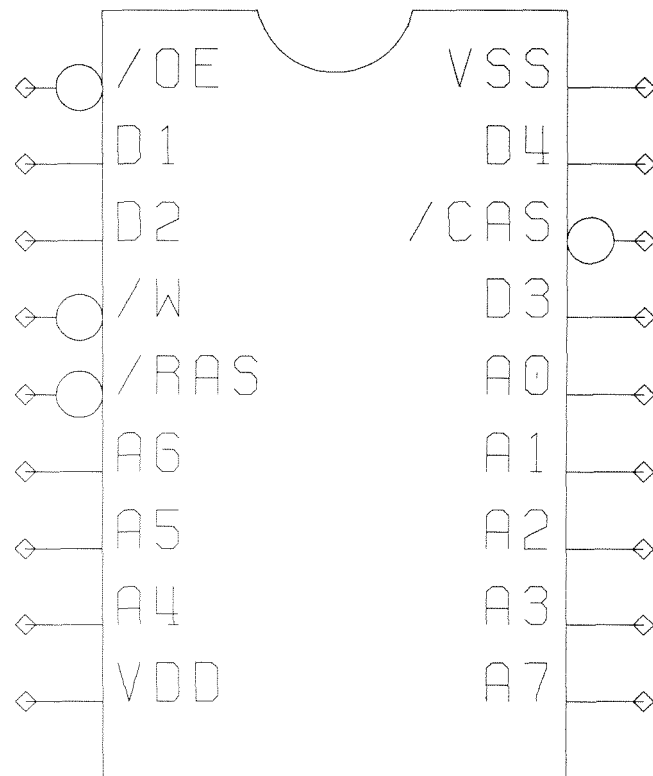 /OE VSS
D1 D4
D2 /CAS
/W D3
/RAS A0
A6 A1
A5 A2
A4 A3
VDD A7